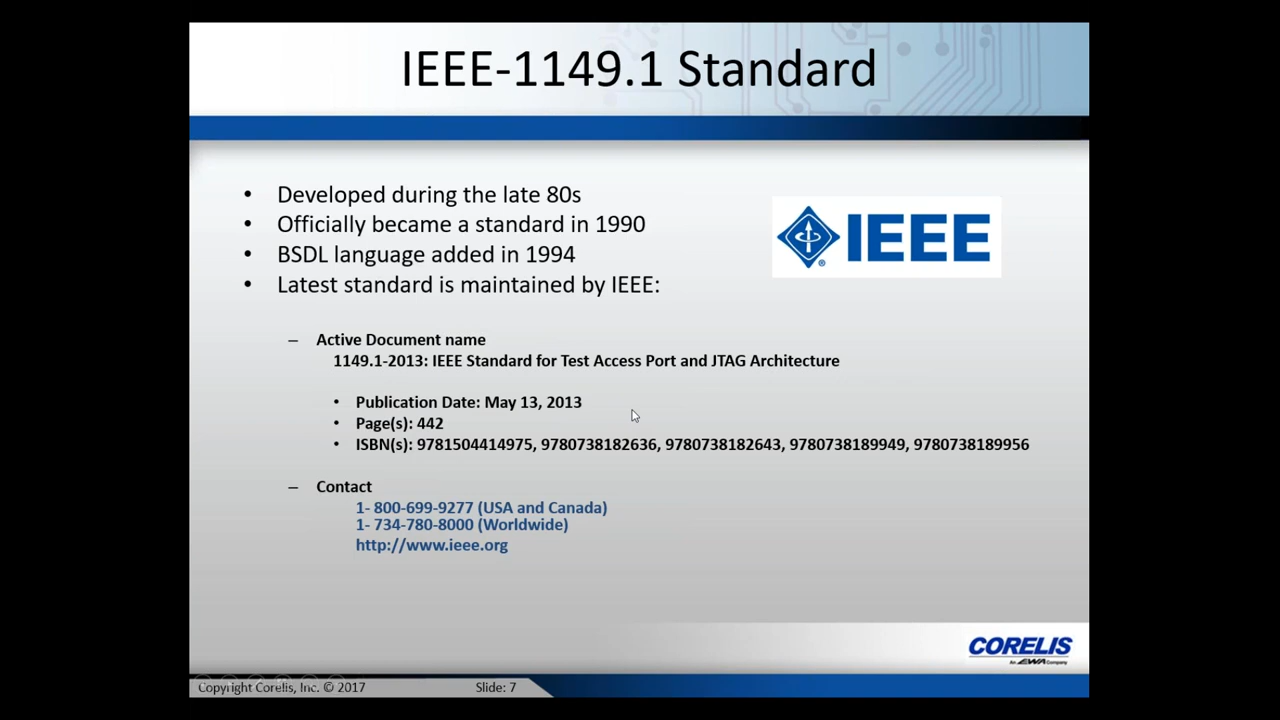 IEEE-1149.1 Standard
• Developed during the late 80s
• Officially became a standard in 1990
• BSDL language added in 1994
• Latest standard is maintained by IEEE:
IEEE
®
– Active Document name
1149.1-2013: IEEE Standard for Test Access Port and JTAG Architecture
• Publication Date: May 13, 2013
• Page(s): 442
• ISBN(s): 9781504414975, 9780738182636, 9780738182643, 9780738189949, 9780738189956
– Contact
1- 800-699-9277 (USA and Canada)
1- 734-780-8000 (Worldwide)
http://www.ieee.org
CORELIS
An EWA Company
Copyright Corelis, Inc. © 2017
Slide: 7